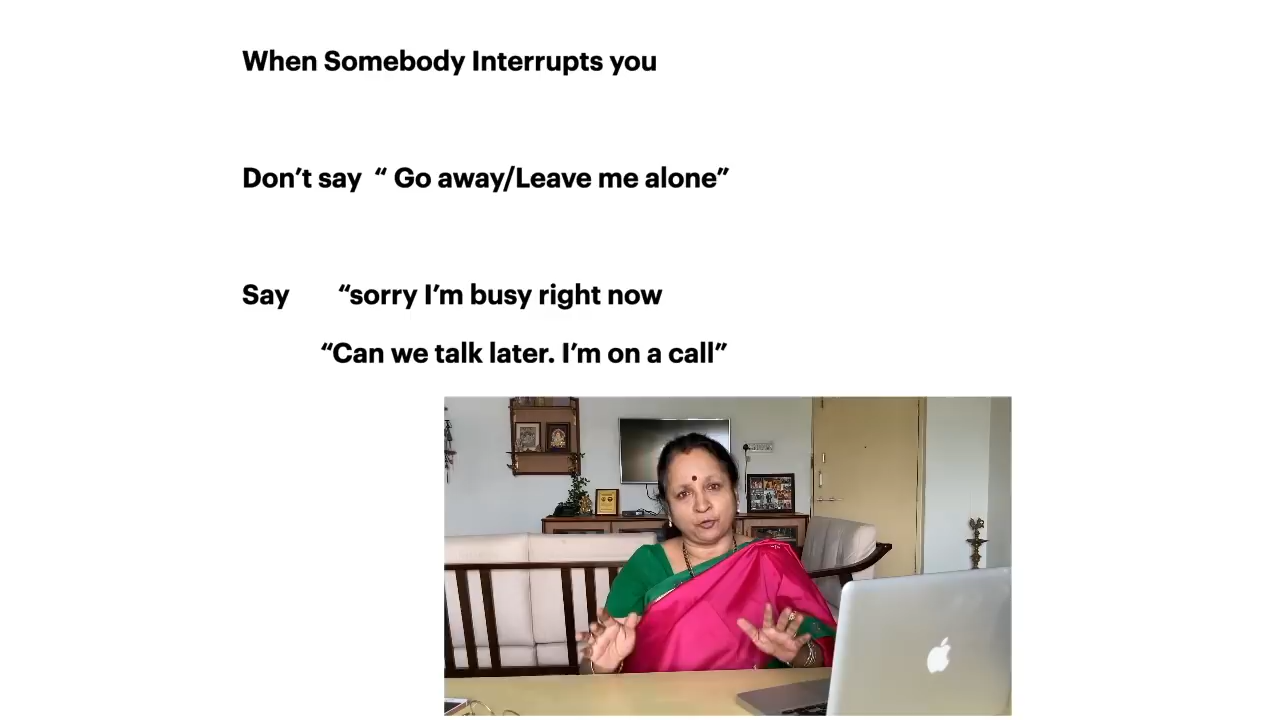 When Somebody Interrupts you
Don’t say “ Go away/Leave me alone”
Say “sorry I’m busy right now
“Can we talk later. I’m on a call”